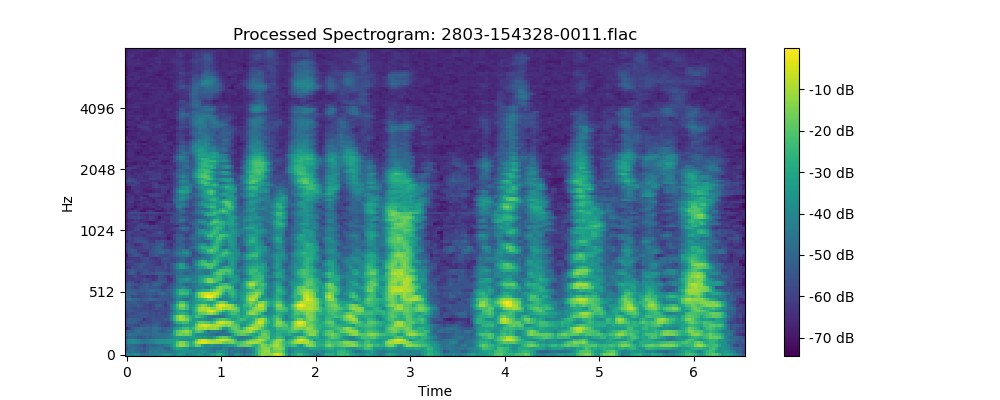 Processed Spectrogram: 2803-154328-0011.flac
Hz
4096
2048
1024
512
0
0 1 2 3 4 5 6
Time
-10 dB
-20 dB
-30 dB
-40 dB
-50 dB
-60 dB
-70 dB